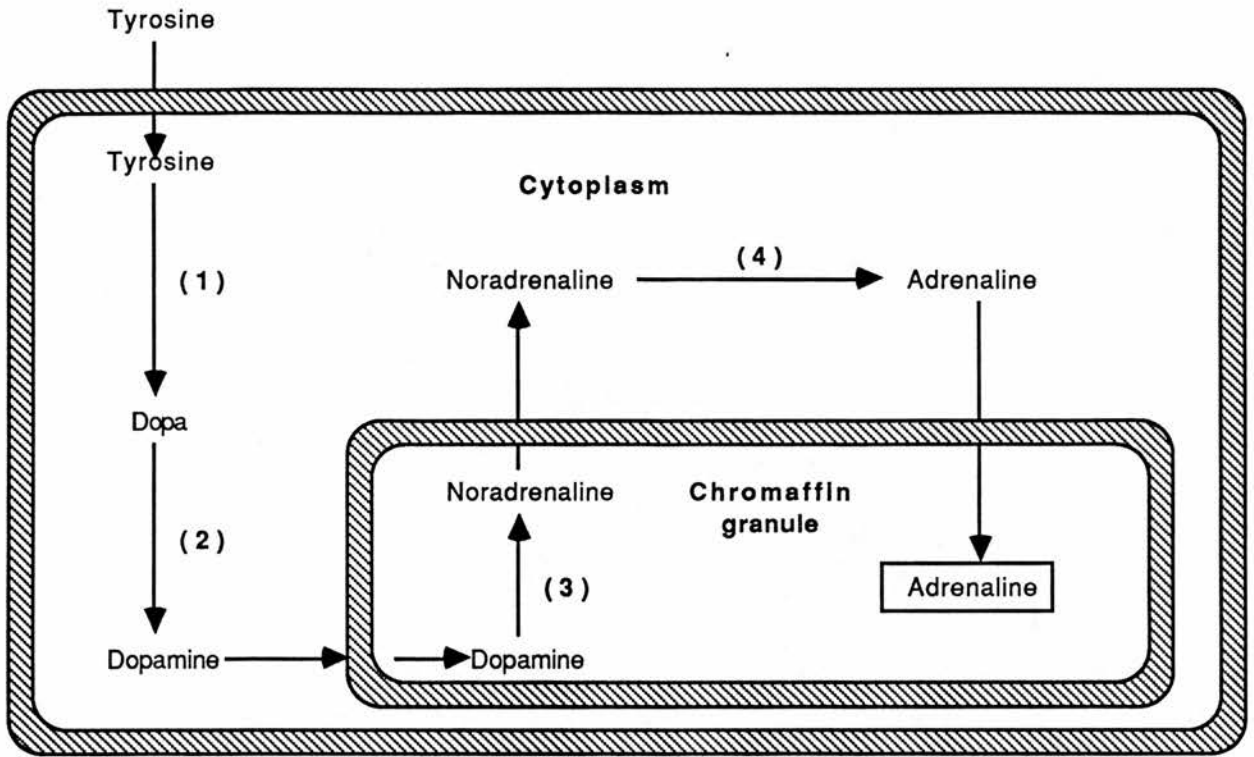 Tyrosine
Tyrosine
Cytoplasm
(1)
Noradrenaline
(4)
Adrenaline
Dopa
Noradrenaline
Chromaffin
granule
(2)
(3)
Adrenaline
Dopamine
Dopamine